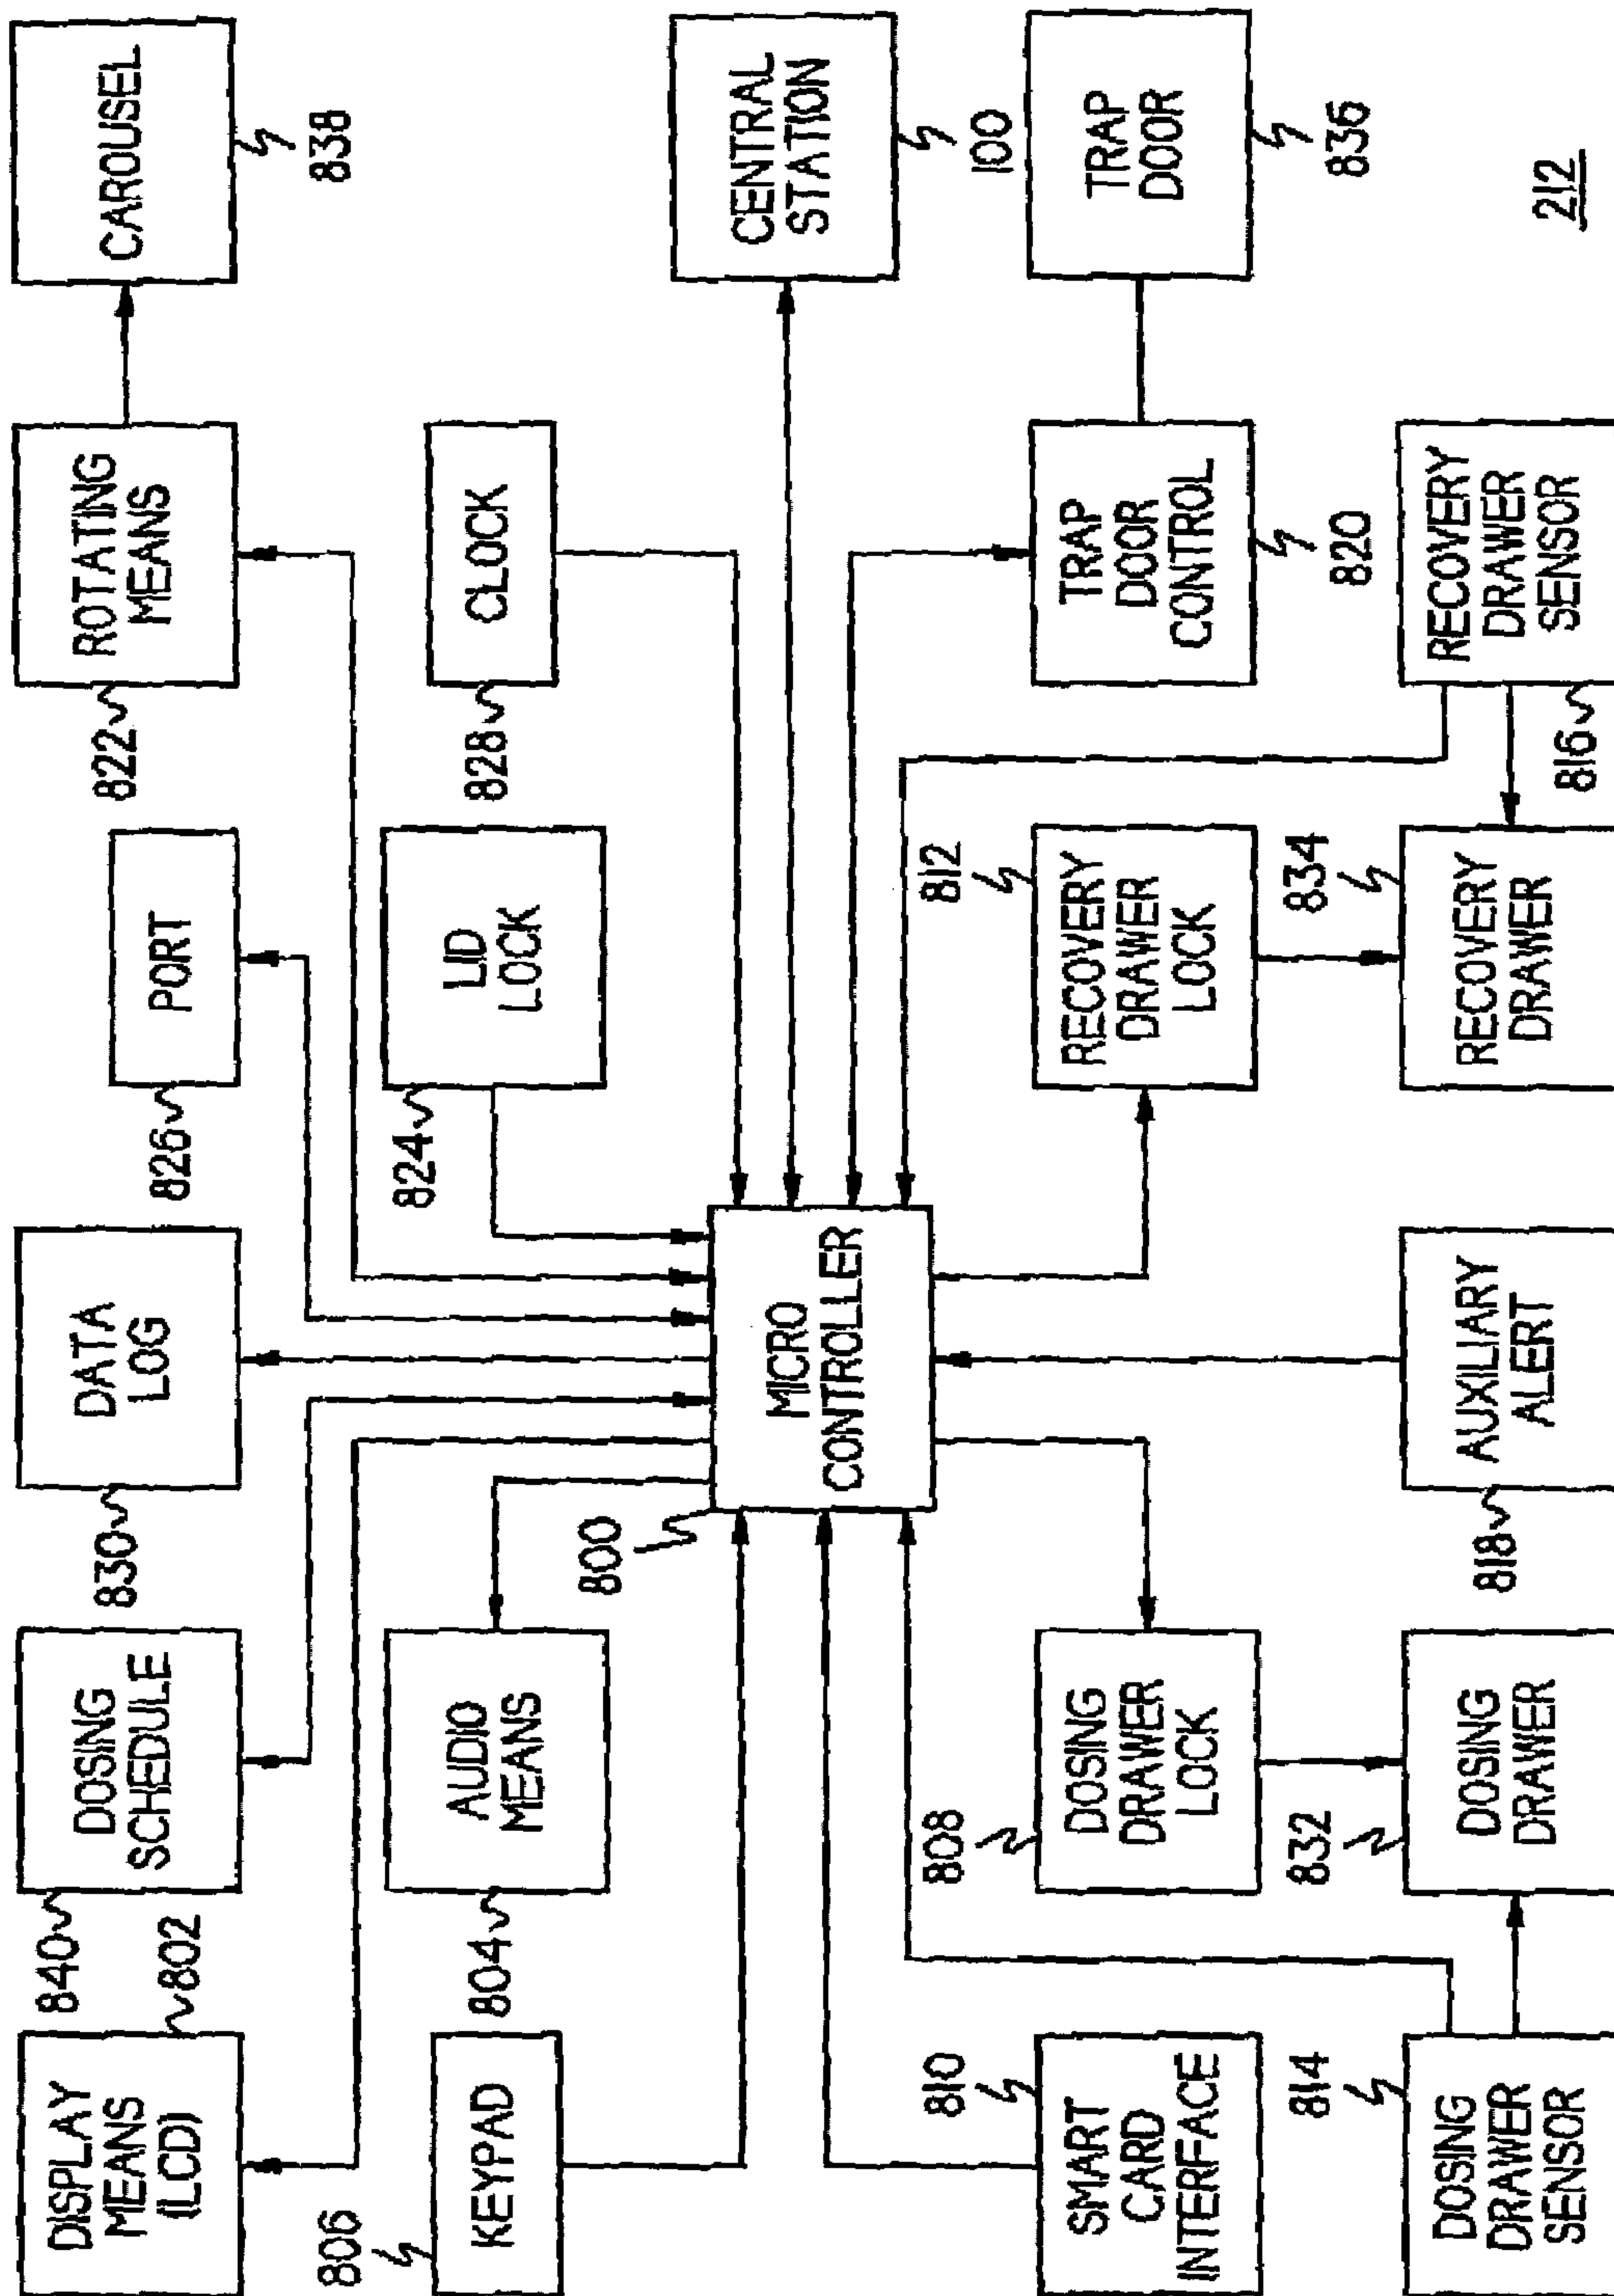 DISPLAY
MEANS
(LCD)
802
840
DOSING
SCHEDULE
830
DATA
LOG
826
PORT
822
ROTATING
MEANS
CAROUSEL
838
806
KEYPAD
804
AUDIO
MEANS
824
LID
LOCK
828
CLOCK
800
MICRO
CONTROLLER
CENTRAL
STATION
100
810
SMART
CARD
INTERFACE
808
DOSING
DRAWER
LOCK
812
RECOVERY
DRAWER
LOCK
TRAP
DOOR
CONTROL
820
TRAP
DOOR
836
814
DOSING
DRAWER
SENSOR
832
DOSING
DRAWER
818
AUXILIARY
ALERT
834
RECOVERY
DRAWER
816
RECOVERY
DRAWER
SENSOR
212